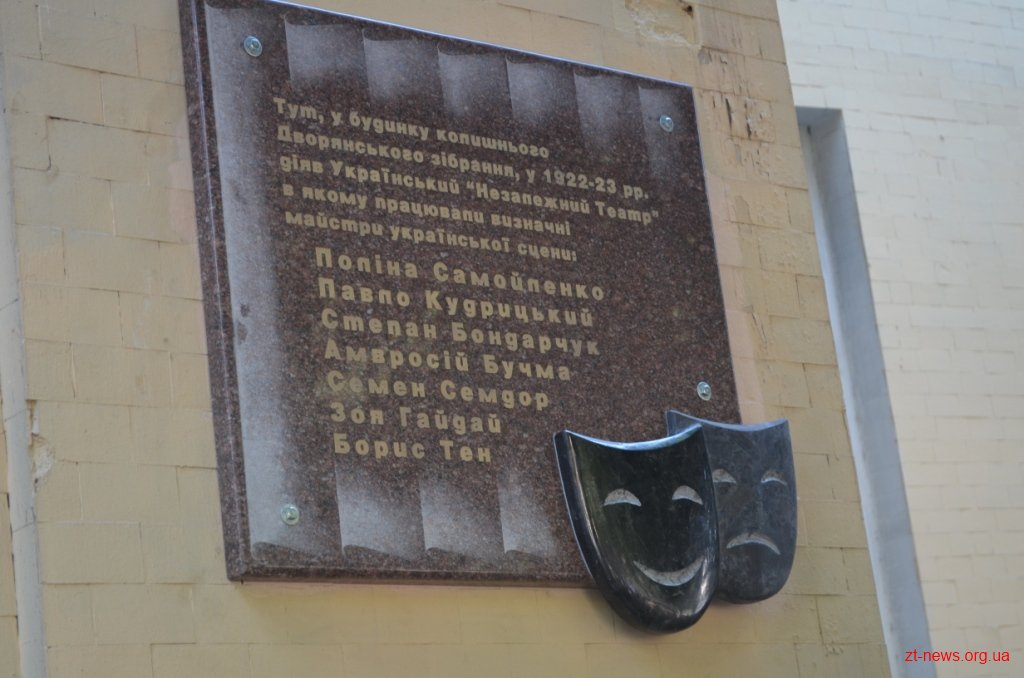 Тут, у будинку колишнього
Дворянського зібрання, у 1922-23 рр.
діяв Український "Незалежний Театр"
в якому працювали визначні
майстри української сцени:
Поліна Самойленко
Павло Кудрицький
Степан Бондарчук
Амвросій Бучма
Семен Семдор
Зоя Гайдай
Борис Тен
zt-news.org.ua